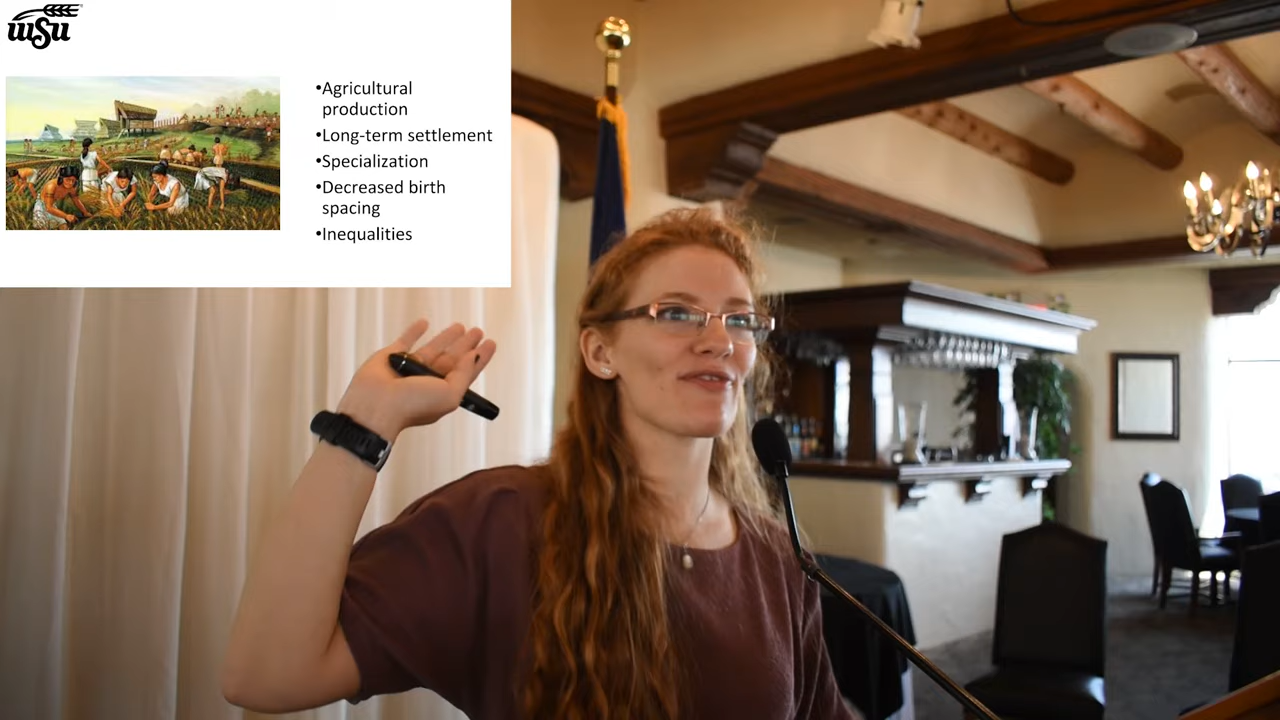 WSU
•Agricultural
production
•Long-term settlement
•Specialization
•Decreased birth
spacing
•Inequalities